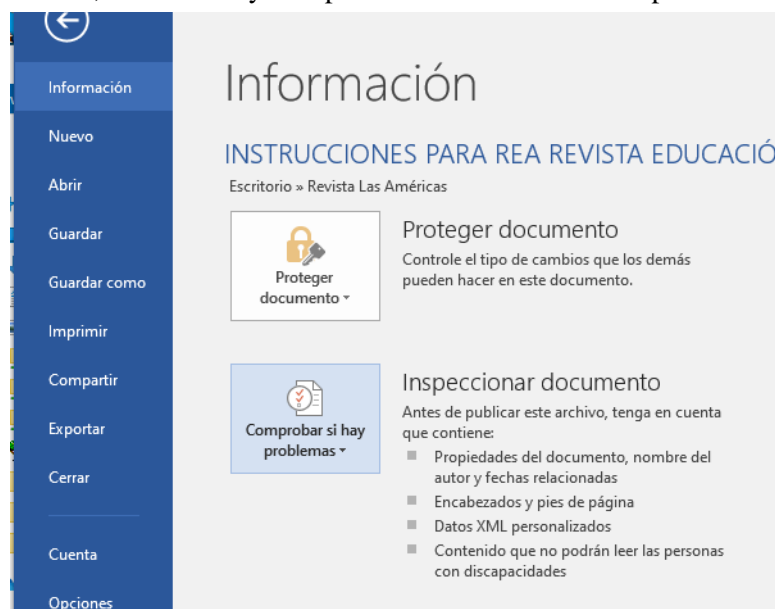 Información
Nuevo
Abrir
Guardar
Guardar como
Imprimir
Compartir
Exportar
Cerrar
Cuenta
Opciones
Información
INSTRUCCIONES PARA REA REVISTA EDUCACIÓ
Escritorio » Revista Las Américas
Proteger
documento
Proteger documento
Controle el tipo de cambios que los demás
pueden hacer en este documento.
Comprobar si hay
problemas
Inspeccionar documento
Antes de publicar este archivo, tenga en cuenta
que contiene:
Propiedades del documento, nombre del
autor y fechas relacionadas
Encabezados y pies de página
Datos XML personalizados
Contenido que no podrán leer las personas
con discapacidades